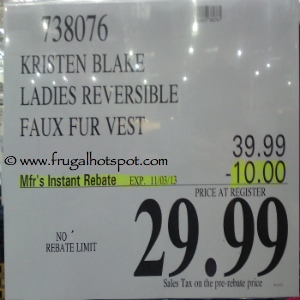 738076
KRISTEN BLAKE
LADIES REVERSIBLE
FAUX FUR VEST
www.frugalhotspot.com
39.99
Mfr's Instant Rebate EXP. 11/03/13 -10.00
PRICE AT REGISTER
NO
REBATE LIMIT
29.99
Sales Tax on the pre-rebate price